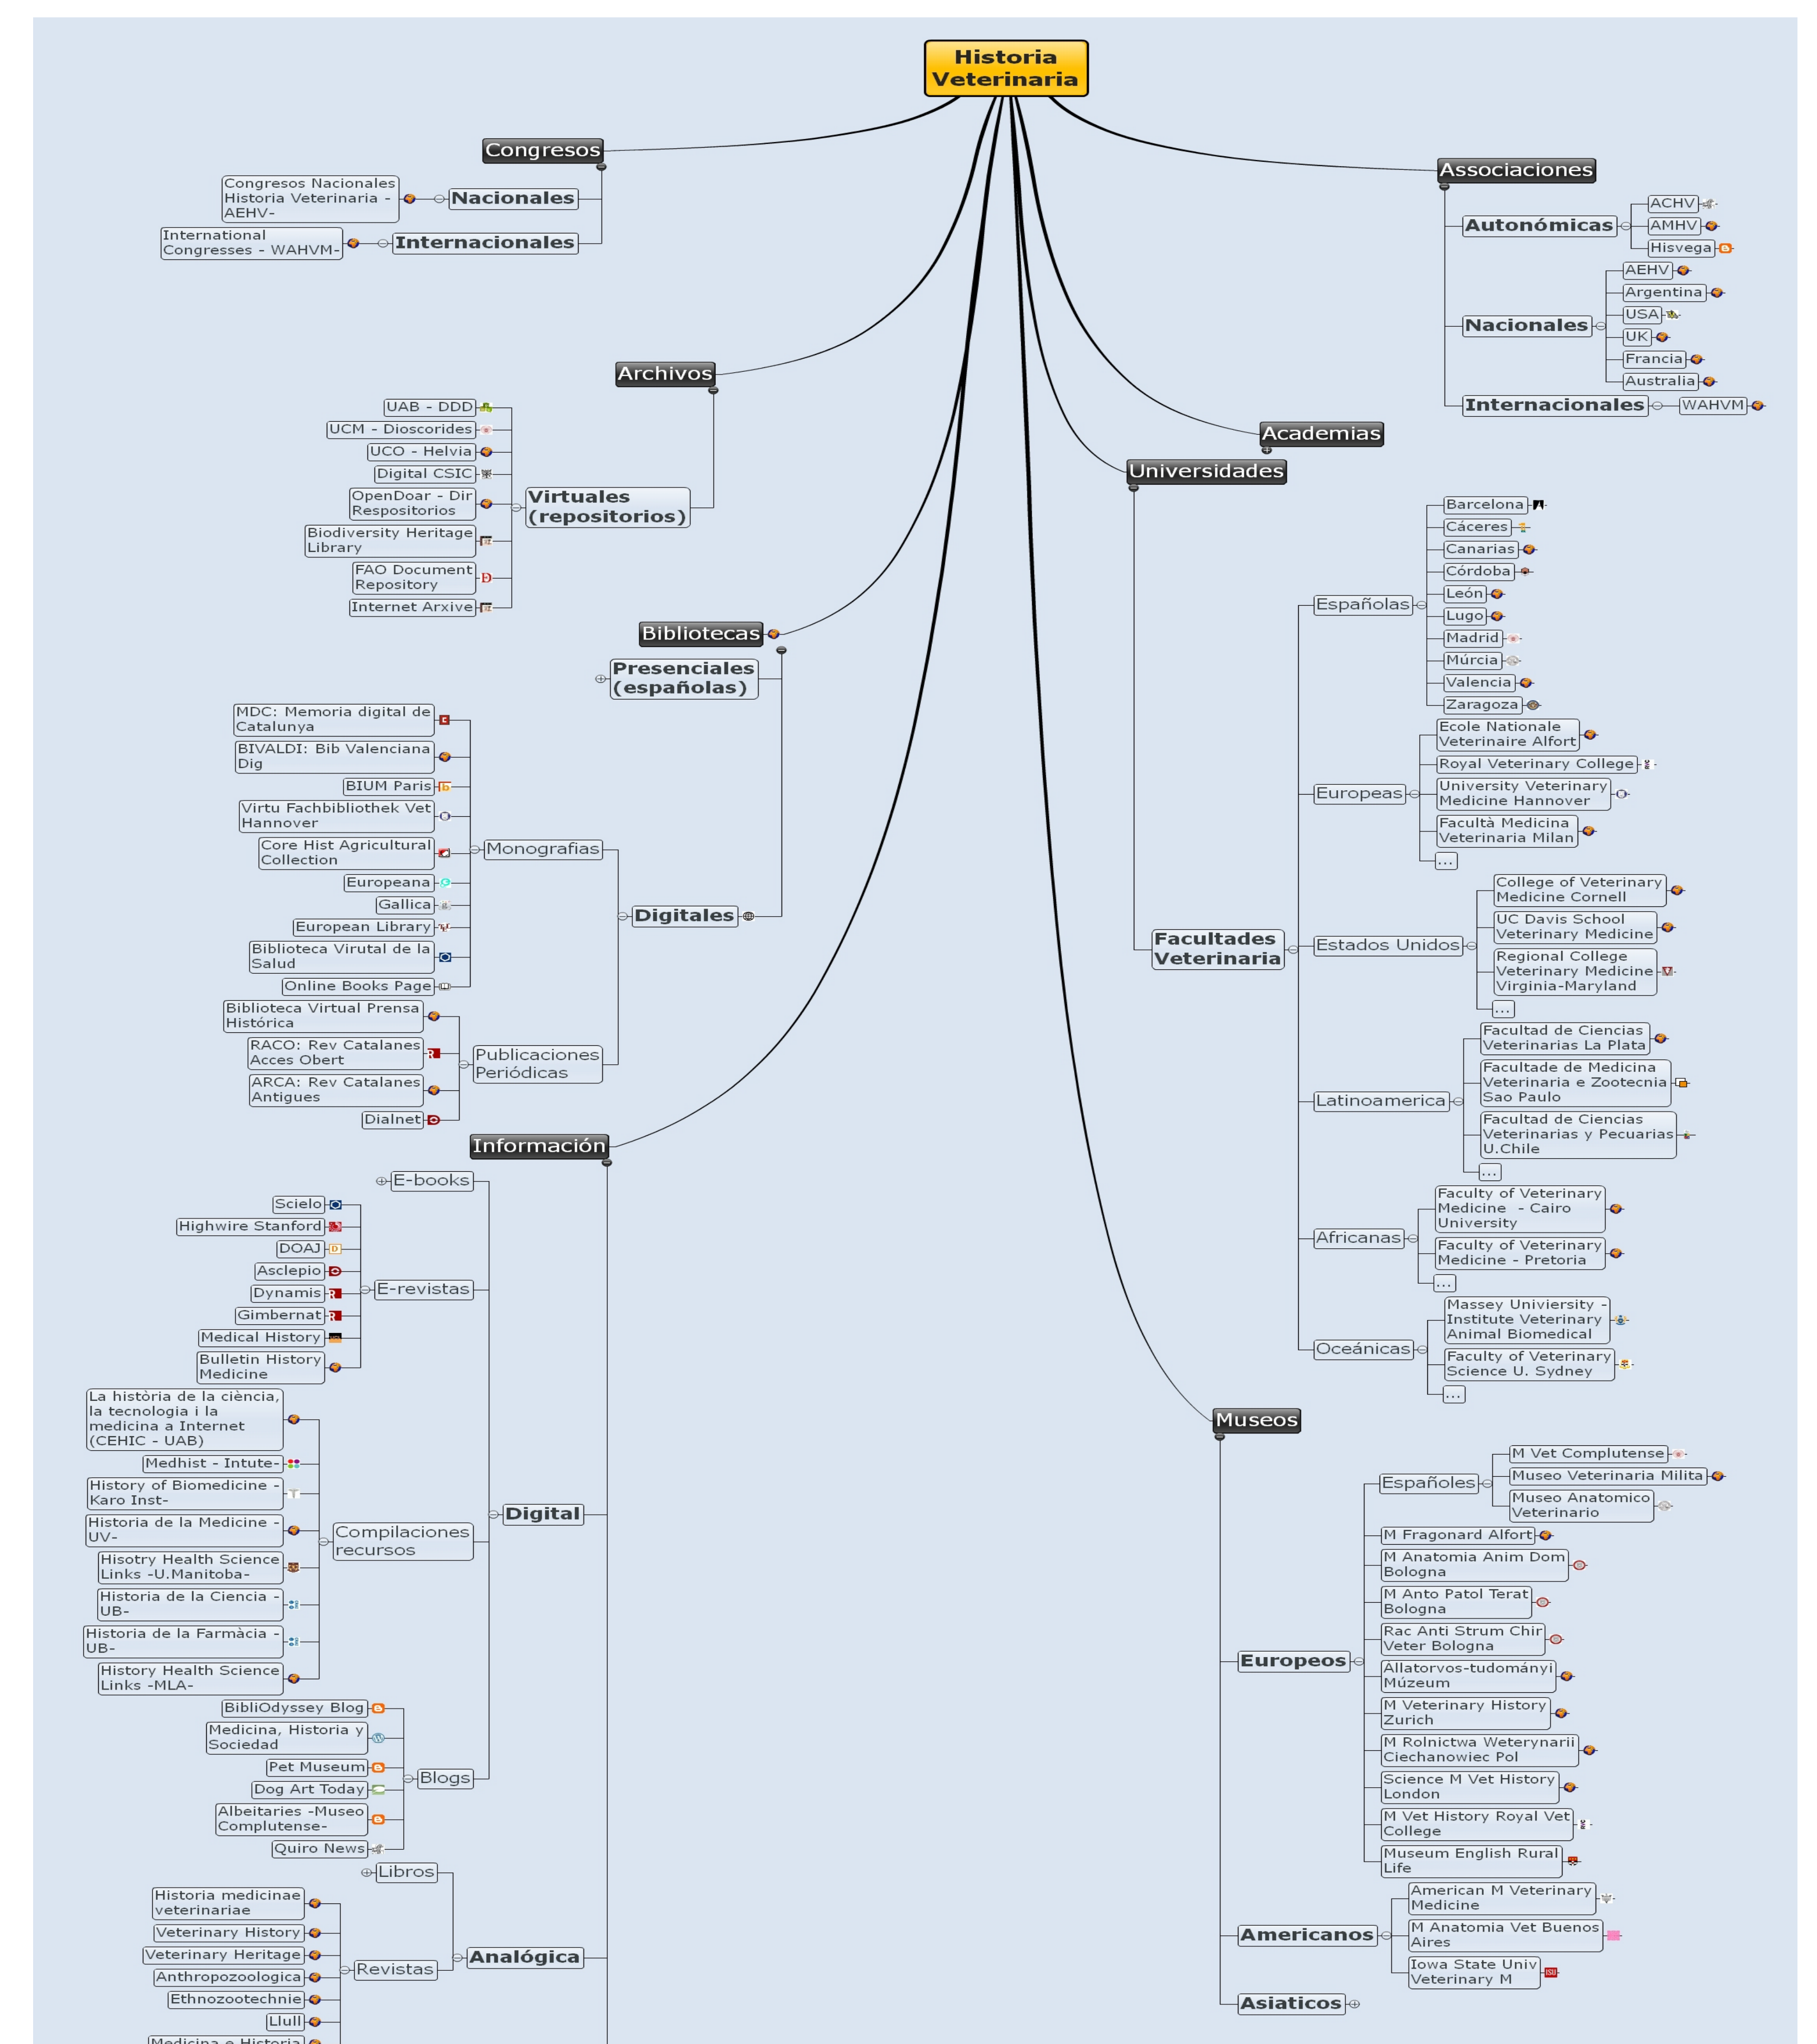 Historia
Veterinaria
Congresos
Nacionales
Congresos Nacionales
Historia Veterinaria -
AEHV-
Internacionales
International
Congresses - WAHVM-
Archivos
Virtuales
(repositorios)
UAB - DDD
UCM - Dioscorides
UCO - Helvia
Digital CSIC
OpenDoar - Dir
Respositorios
Biodiversity Heritage
Library
FAO Document
Repository
Internet Arxive
Bibliotecas
Presenciales
(españolas)
Digitales
Monografias
MDC: Memoria digital de
Catalunya
BIVALDI: Bib Valenciana
Dig
BIUM Paris
Virtu Fachbibliothek Vet
Hannover
Core Hist Agricultural
Collection
Europeana
Gallica
European Library
Biblioteca Virutal de la
Salud
Online Books Page
Publicaciones
Periódicas
Biblioteca Virtual Prensa
Histórica
RACO: Rev Catalanes
Acces Obert
ARCA: Rev Catalanes
Antigues
Dialnet
Información
Digital
E-books
E-revistas
Scielo
Highwire Stanford
DOAJ
Asclepio
Dynamis
Gimbernat
Medical History
Bulletin History
Medicine
Compilaciones
recursos
La història de la ciència,
la tecnologia i la
medicina a Internet
(CEHIC - UAB)
Medhist - Intute-
History of Biomedicine -
Karo Inst-
Historia de la Medicine -
UV-
Hisotry Health Science
Links -U.Manitoba-
Historia de la Ciencia -
UB-
Historia de la Farmàcia -
UB-
History Health Science
Links -MLA-
Blogs
BibliOdyssey Blog
Medicina, Historia y
Sociedad
Pet Museum
Dog Art Today
Albeitaries -Museo
Complutense-
Quiro News
Analógica
Libros
Revistas
Historia medicinae
veterinariae
Veterinary History
Veterinary Heritage
Anthropozoologica
Ethnozootechnie
Llull
Medicina e Historia
Associaciones
Autonómicas
ACHV
AMHV
Hisvega
Nacionales
AEHV
Argentina
USA
UK
Francia
Australia
Internacionales
WAHVM
Academias
Universidades
Facultades
Veterinaria
Españolas
Barcelona
Cáceres
Canarias
Córdoba
León
Lugo
Madrid
Múrcia
Valencia
Zaragoza
Europeas
Ecole Nationale
Veterinaire Alfort
Royal Veterinary College
University Veterinary
Medicine Hannover
Facultà Medicina
Veterinaria Milan
...
Estados Unidos
College of Veterinary
Medicine Cornell
UC Davis School
Veterinary Medicine
Regional College
Veterinary Medicine
Virginia-Maryland
...
Latinoamerica
Facultad de Ciencias
Veterinarias La Plata
Facultade de Medicina
Veterinaria e Zootecnia
Sao Paulo
Facultad de Ciencias
Veterinarias y Pecuarias
U.Chile
...
Africanas
Faculty of Veterinary
Medicine - Cairo
University
Faculty of Veterinary
Medicine - Pretoria
...
Oceánicas
Massey Univiersity -
Institute Veterinary
Animal Biomedical
Faculty of Veterinary
Science U. Sydney
...
Museos
Europeos
Españoles
M Vet Complutense
Museo Veterinaria Milita
Museo Anatomico
Veterinario
M Fragonard Alfort
M Anatomia Anim Dom
Bologna
M Anto Patol Terat
Bologna
Rac Anti Strum Chir
Veter Bologna
Állatorvos-tudományi
Múzeum
M Veterinary History
Zurich
M Rolnictwa Weterynarii
Ciechanowiec Pol
Science M Vet History
London
M Vet History Royal Vet
College
Museum English Rural
Life
Americanos
American M Veterinary
Medicine
M Anatomia Vet Buenos
Aires
Iowa State Univ
Veterinary M
Asiaticos